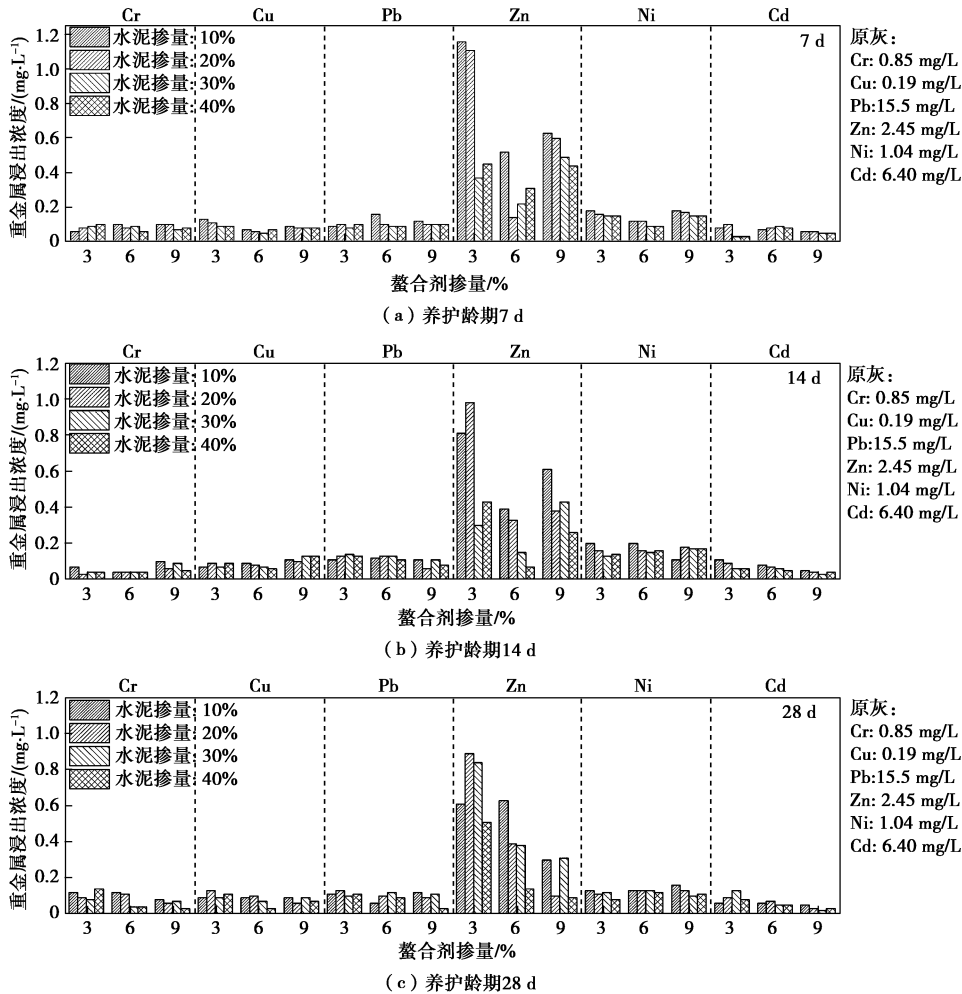 Cr Cu Pb Zn Ni Cd
7 d
水泥掺量: 10%
水泥掺量: 20%
水泥掺量: 30%
水泥掺量: 40%
1.2
1.0
0.8
0.6
0.4
0.2
0
重金属浸出浓度/(mg·L⁻¹)
3 6 9 3 6 9 3 6 9 3 6 9 3 6 9 3 6 9
螯合剂掺量/%
原灰:
Cr: 0.85 mg/L
Cu: 0.19 mg/L
Pb:15.5 mg/L
Zn: 2.45 mg/L
Ni: 1.04 mg/L
Cd: 6.40 mg/L
（a）养护龄期7 d
Cr Cu Pb Zn Ni Cd
14 d
水泥掺量: 10%
水泥掺量: 20%
水泥掺量: 30%
水泥掺量: 40%
1.2
1.0
0.8
0.6
0.4
0.2
0
重金属浸出浓度/(mg·L⁻¹)
3 6 9 3 6 9 3 6 9 3 6 9 3 6 9 3 6 9
螯合剂掺量/%
原灰:
Cr: 0.85 mg/L
Cu: 0.19 mg/L
Pb:15.5 mg/L
Zn: 2.45 mg/L
Ni: 1.04 mg/L
Cd: 6.40 mg/L
（b）养护龄期14 d
Cr Cu Pb Zn Ni Cd
28 d
水泥掺量: 10%
水泥掺量: 20%
水泥掺量: 30%
水泥掺量: 40%
1.2
1.0
0.8
0.6
0.4
0.2
0
重金属浸出浓度/(mg·L⁻¹)
3 6 9 3 6 9 3 6 9 3 6 9 3 6 9 3 6 9
螯合剂掺量/%
原灰:
Cr: 0.85 mg/L
Cu: 0.19 mg/L
Pb:15.5 mg/L
Zn: 2.45 mg/L
Ni: 1.04 mg/L
Cd: 6.40 mg/L
（c）养护龄期28 d